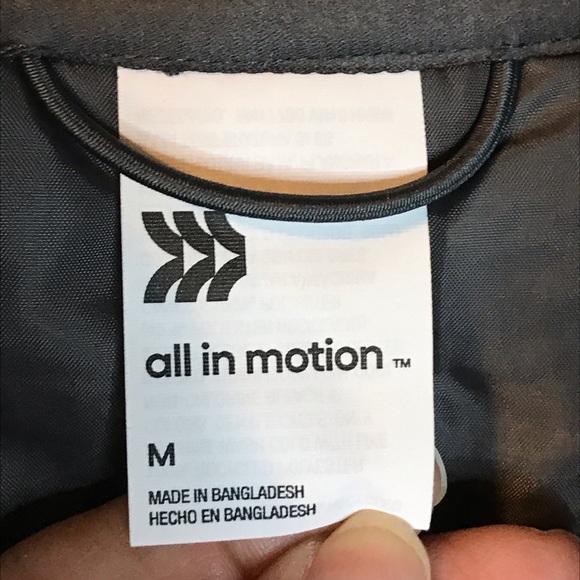 all in motion ™
M
MADE IN BANGLADESH
HECHO EN BANGLADESH